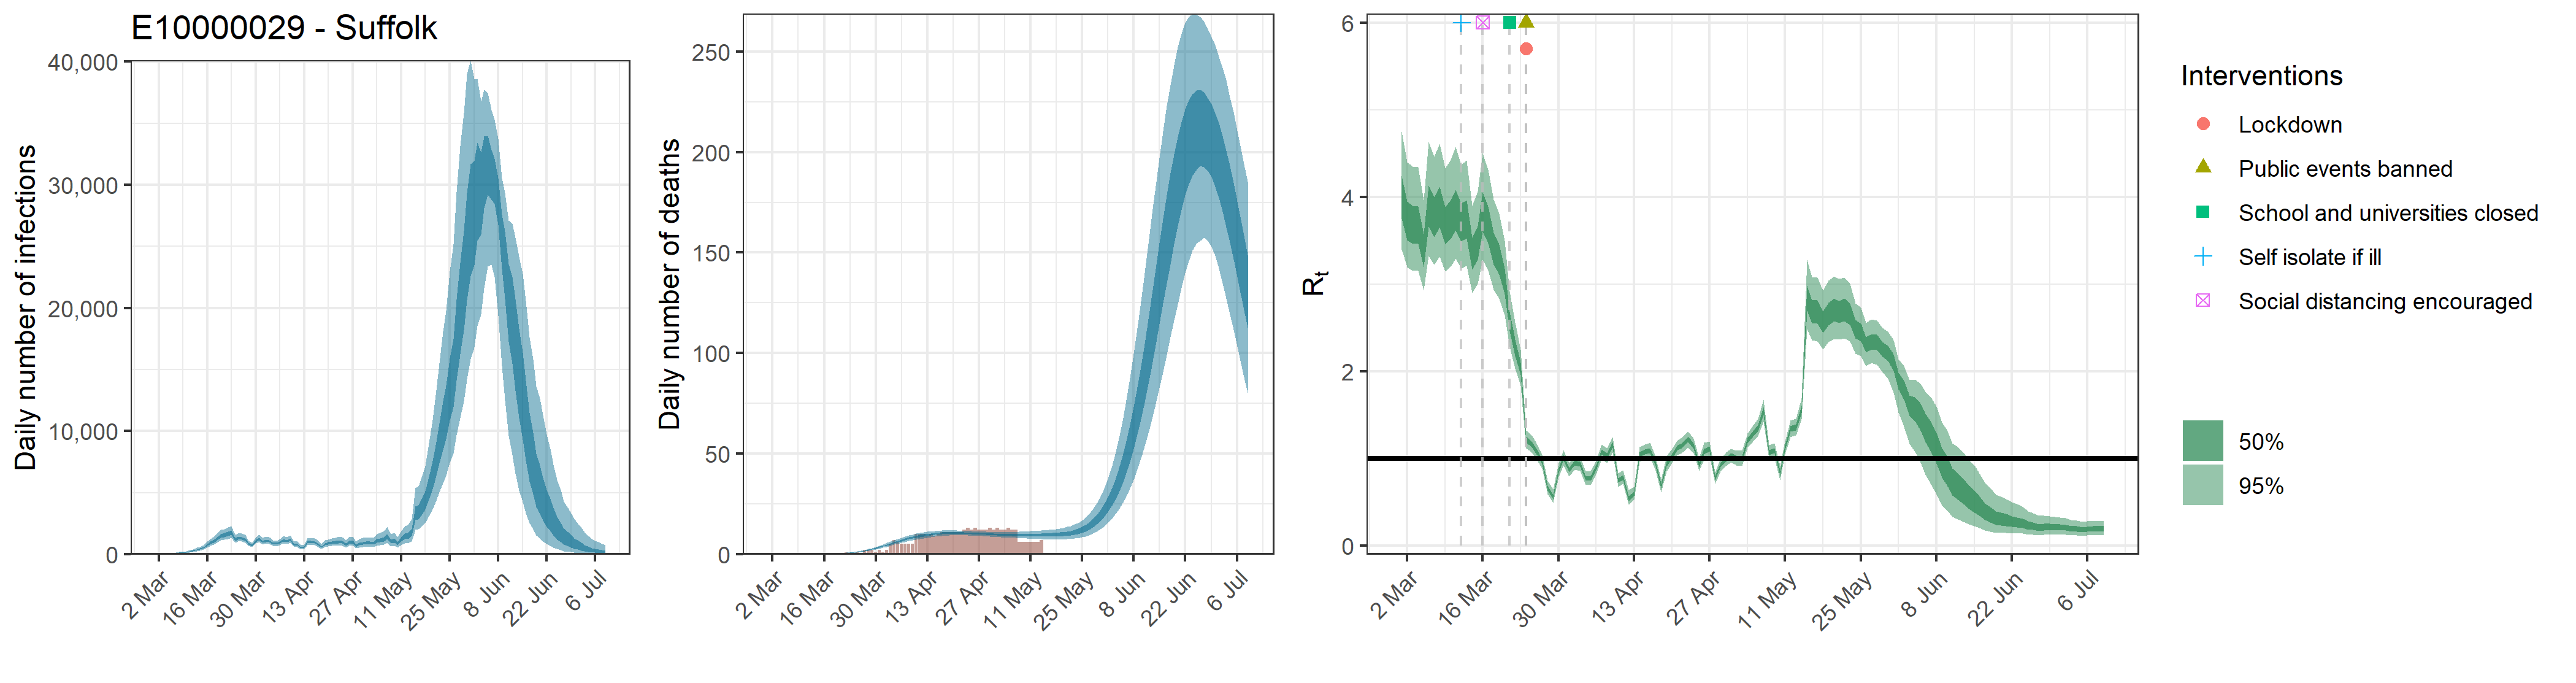 E10000029 - Suffolk
Daily number of infections
40,000
30,000
20,000
10,000
0
2 Mar
16 Mar
30 Mar
13 Apr
27 Apr
11 May
25 May
8 Jun
22 Jun
6 Jul
Daily number of deaths
250
200
150
100
50
0
2 Mar
16 Mar
30 Mar
13 Apr
27 Apr
11 May
25 May
8 Jun
22 Jun
6 Jul
Rt
6
4
2
0
2 Mar
16 Mar
30 Mar
13 Apr
27 Apr
11 May
25 May
8 Jun
22 Jun
6 Jul
Interventions
Lockdown
Public events banned
School and universities closed
Self isolate if ill
Social distancing encouraged
50%
95%